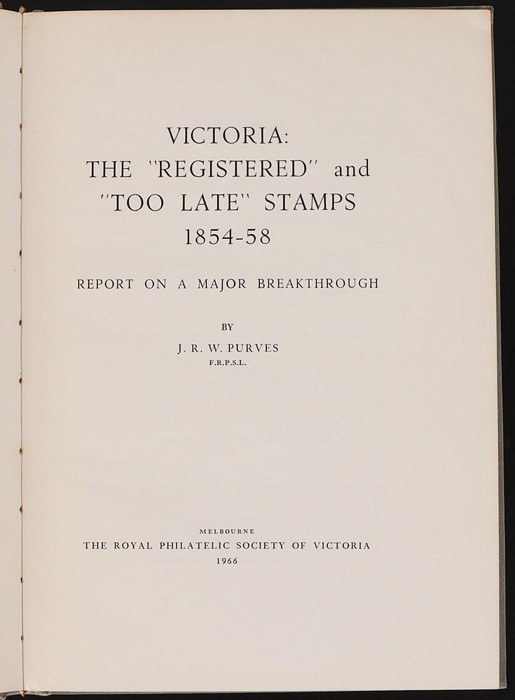 VICTORIA:
THE "REGISTERED" and
"TOO LATE" STAMPS
1854-58
REPORT ON A MAJOR BREAKTHROUGH
BY
J. R. W. PURVES
F.R.P.S.L.
MELBOURNE
THE ROYAL PHILATELIC SOCIETY OF VICTORIA
1966